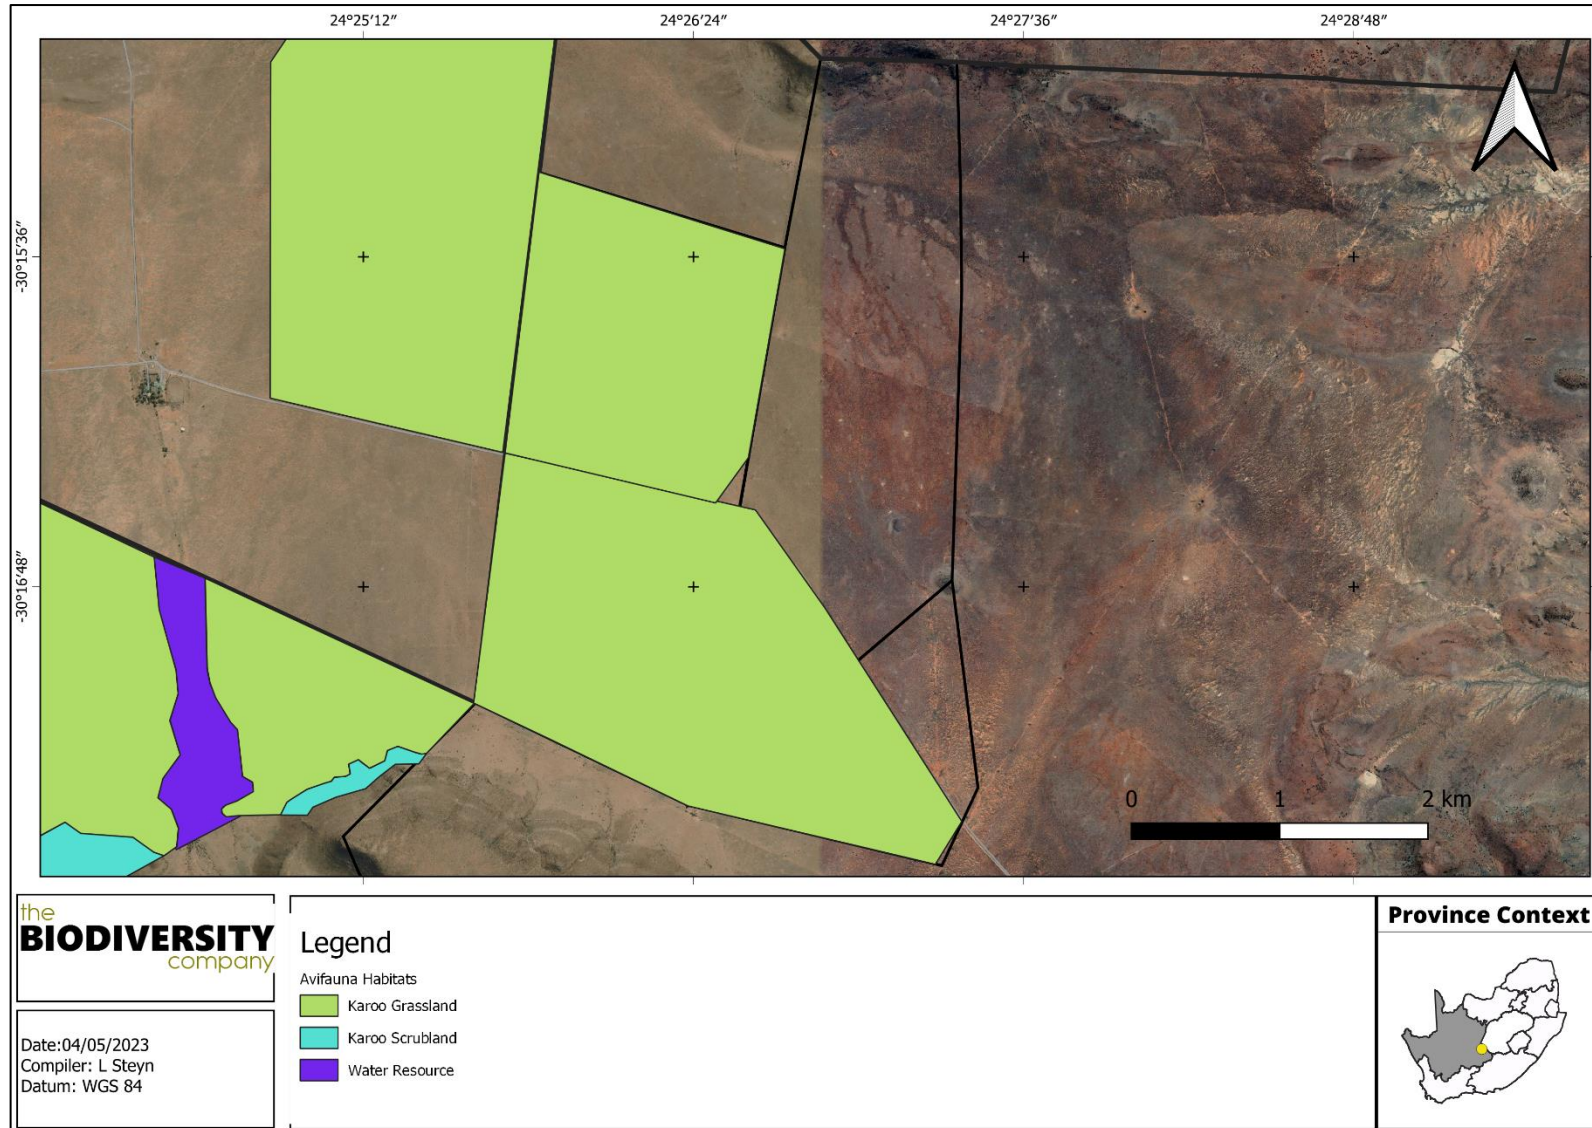 24°25'12" 24°26'24" 24°27'36" 24°28'48"
-30°15'36"
-30°16'48"
0 1 2 km
the
BIODIVERSITY
company
Date:04/05/2023
Compiler: L Steyn
Datum: WGS 84
Legend
Avifauna Habitats
Karoo Grassland
Karoo Scrubland
Water Resource
Province Context